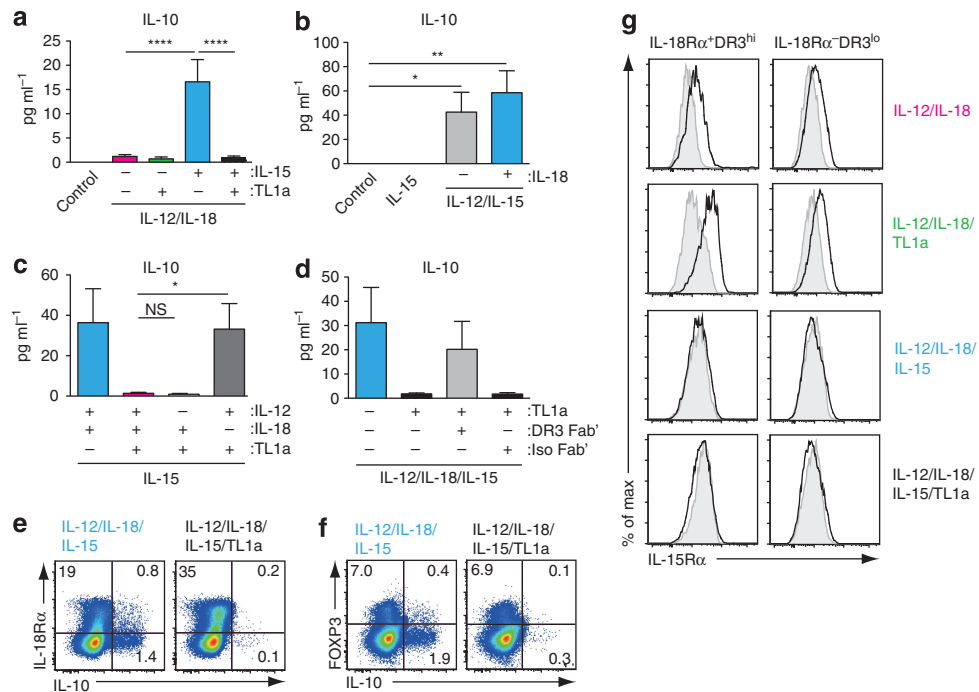 a
IL-10
pg ml⁻¹
25
20
15
10
5
0
****
****
Control
– – + + :IL-15
– + – + :TL1a
IL-12/IL-18
b
IL-10
pg ml⁻¹
100
80
60
40
20
0
**
*
Control
IL-15
– + :IL-18
IL-12/IL-15
c
IL-10
pg ml⁻¹
60
40
20
0
*
NS
+ + – + :IL-12
+ + + – :IL-18
– + + + :TL1a
IL-15
d
IL-10
pg ml⁻¹
50
40
30
20
10
0
– + + + :TL1a
– – + – :DR3 Fab'
– – – + :Iso Fab'
IL-12/IL-18/IL-15
e
IL-12/IL-18/
IL-15
IL-12/IL-18/
IL-15/TL1a
19
0.8
1.4
35
0.2
0.1
IL-18Rα
IL-10
f
IL-12/IL-18/
IL-15
IL-12/IL-18/
IL-15/TL1a
7.0
0.4
1.9
6.9
0.1
0.3
FOXP3
IL-10
g
IL-18Rα⁺DR3ʰⁱ
IL-18Rα⁻DR3ˡᵒ
IL-12/IL-18
IL-12/IL-18/
TL1a
IL-12/IL-18/
IL-15
IL-12/IL-18/
IL-15/TL1a
% of max
IL-15Rα